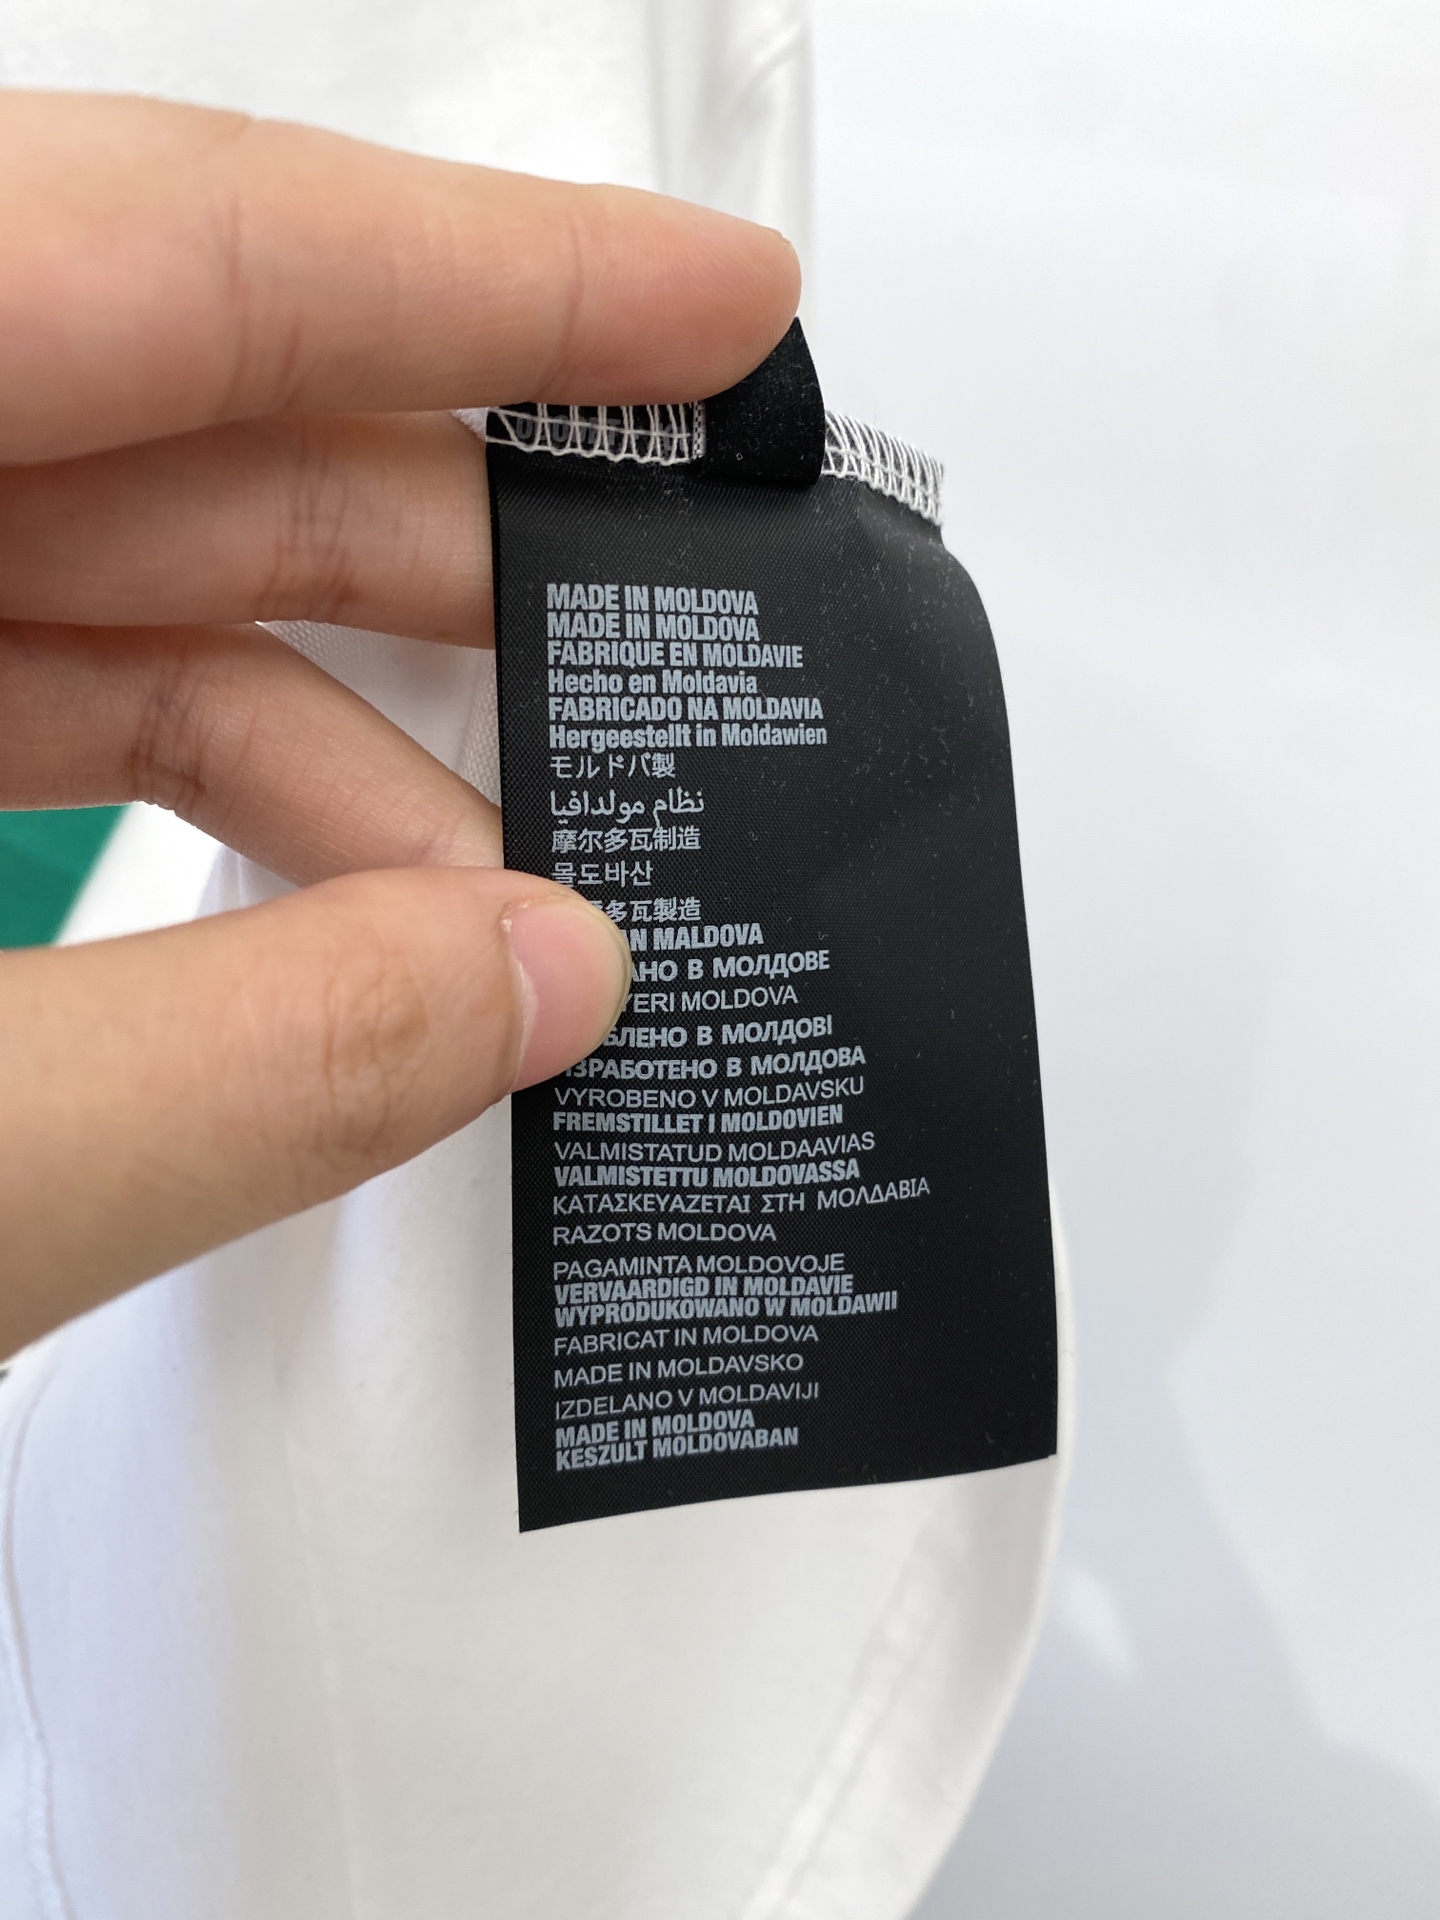 MADE IN MOLDOVA
MADE IN MOLDOVA
FABRIQUE EN MOLDAVIE
Hecho en Moldavia
FABRICADO NA MOLDAVIA
Hergeestellt in Moldawien
モルドバ製
نظام مولدافيا
摩尔多瓦制造
몰도바산
多瓦製造
MALDOVA
В МОЛДОВЕ
YERI MOLDOVA
В МОЛДОВІ
ІЗРАБОТЕНО В МОЛДОВА
VYROBENO V MOLDAVSKU
FREMSTILLET I MOLDOVIEN
VALMISTATUD MOLDAAVIAS
VALMISTETTU MOLDOVASSA
ΚΑΤΑΣΚΕΥΑΖΕΤΑΙ ΣΤΗ ΜΟΛΔΑΒΙΑ
RAZOTS MOLDOVA
PAGAMINTA MOLDOVOJE
VERVAARDIGD IN MOLDAVIE
WYPRODUKOWANO W MOLDAWII
FABRICAT IN MOLDOVA
MADE IN MOLDAVSKO
IZDELANO V MOLDAVIJI
MADE IN MOLDOVA
KESZULT MOLDOVABAN